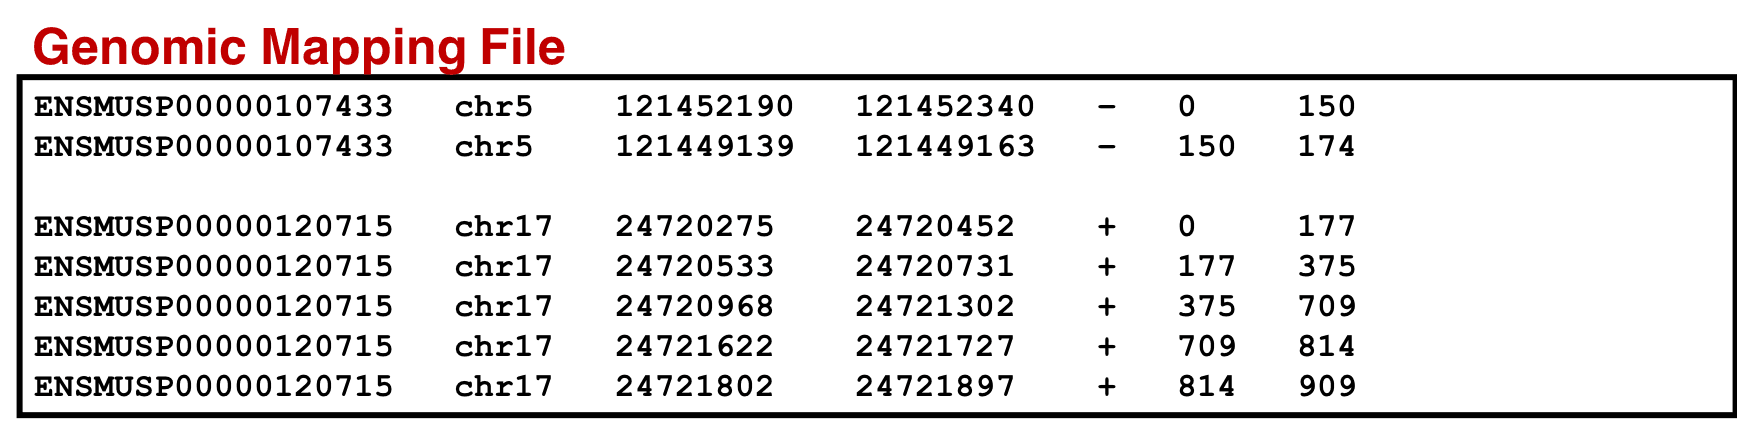 Genomic Mapping File
ENSMUSP00000107433 chr5 121452190 121452340 - 0 150
ENSMUSP00000107433 chr5 121449139 121449163 - 150 174
ENSMUSP00000120715 chr17 24720275 24720452 + 0 177
ENSMUSP00000120715 chr17 24720533 24720731 + 177 375
ENSMUSP00000120715 chr17 24720968 24721302 + 375 709
ENSMUSP00000120715 chr17 24721622 24721727 + 709 814
ENSMUSP00000120715 chr17 24721802 24721897 + 814 909